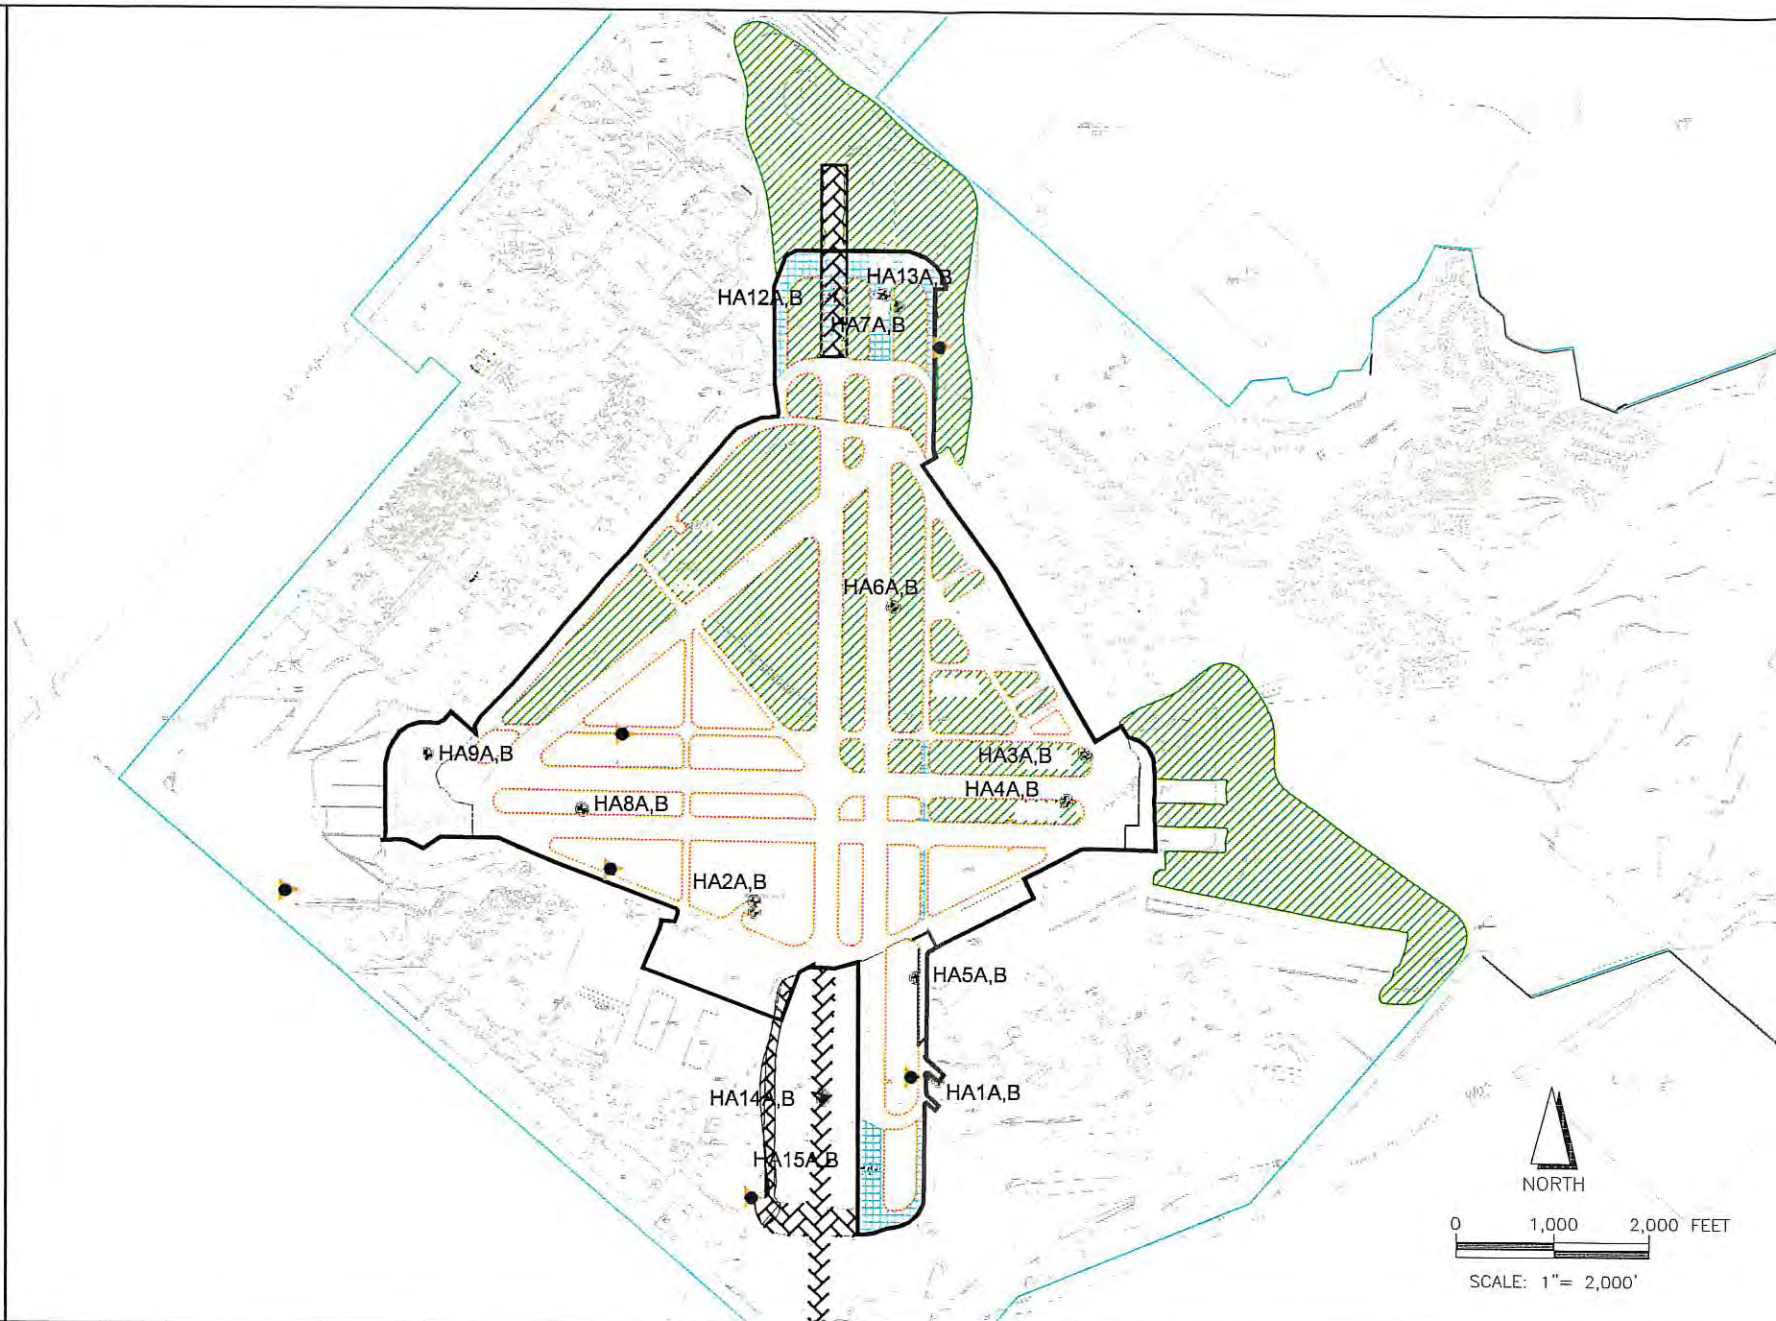 HA13A,B
HA12A,B
HA7A,B
HA6A,B
HA9A,B
HA3A,B
HA4A,B
HA8A,B
HA2A,B
HA5A,B
HA1A,B
HA14A,B
HA15A,B
NORTH
0 1,000 2,000 FEET
SCALE: 1"= 2,000'